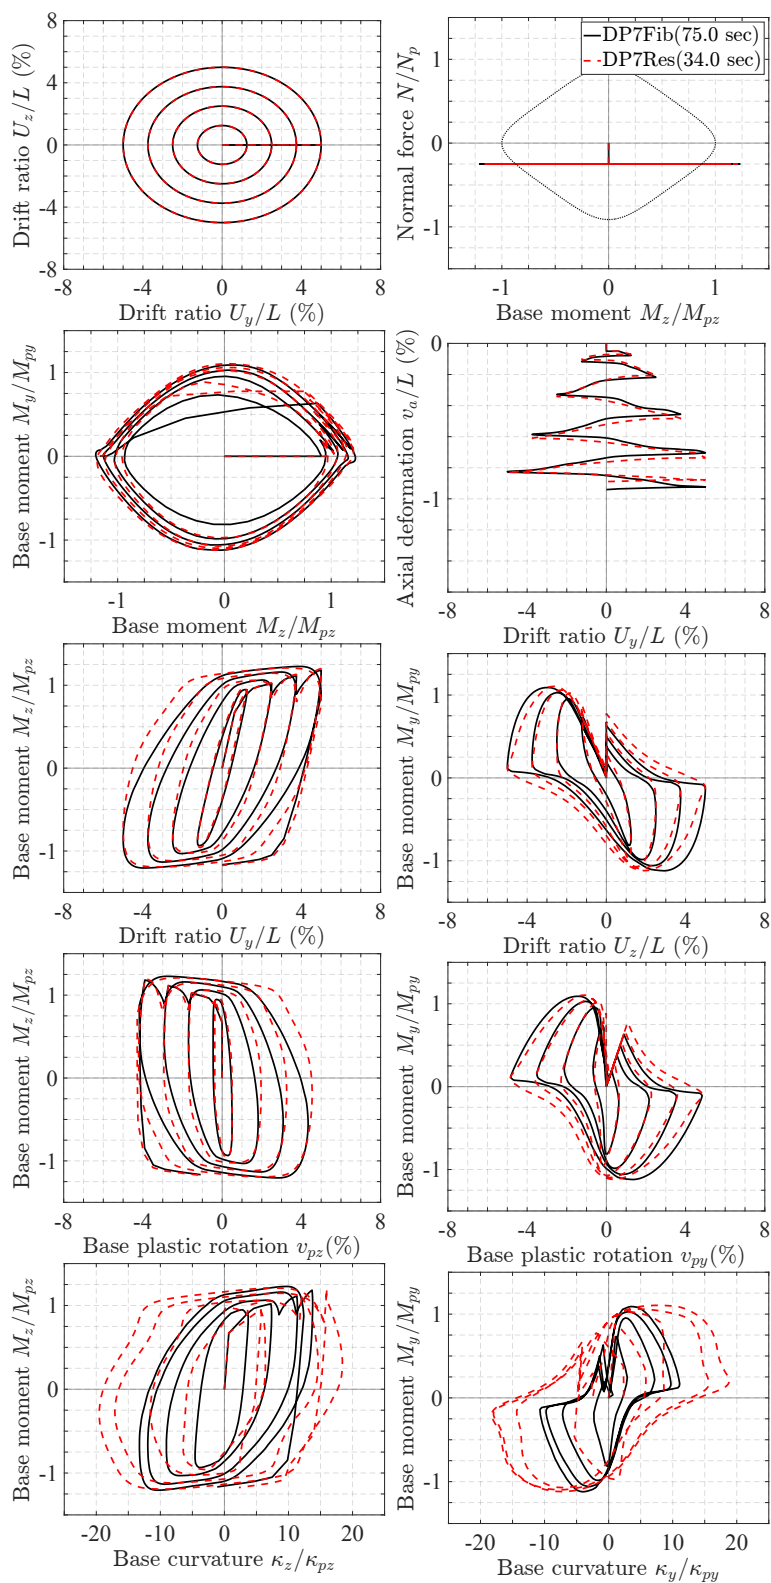 8
4
0
-4
-8
-8 -4 0 4 8
Drift ratio U_z/L (%)
Drift ratio U_y/L (%)
DP7Fib(75.0 sec)
DP7Res(34.0 sec)
1
0
-1
-1 0 1
Normal force N/N_p
Base moment M_z/M_pz
1
0
-1
-1 0 1
Base moment M_y/M_py
Base moment M_z/M_pz
0
-1
-8 -4 0 4 8
Axial deformation v_a/L (%)
Drift ratio U_y/L (%)
1
0
-1
-8 -4 0 4 8
Base moment M_z/M_pz
Drift ratio U_y/L (%)
1
0
-1
-8 -4 0 4 8
Base moment M_y/M_py
Drift ratio U_z/L (%)
1
0
-1
-8 -4 0 4 8
Base moment M_z/M_pz
Base plastic rotation v_pz(%)
1
0
-1
-8 -4 0 4 8
Base moment M_y/M_py
Base plastic rotation v_py(%)
1
0
-1
-20 -10 0 10 20
Base moment M_z/M_pz
Base curvature κ_z/κ_pz
1
0
-1
-20 -10 0 10 20
Base moment M_y/M_py
Base curvature κ_y/κ_py